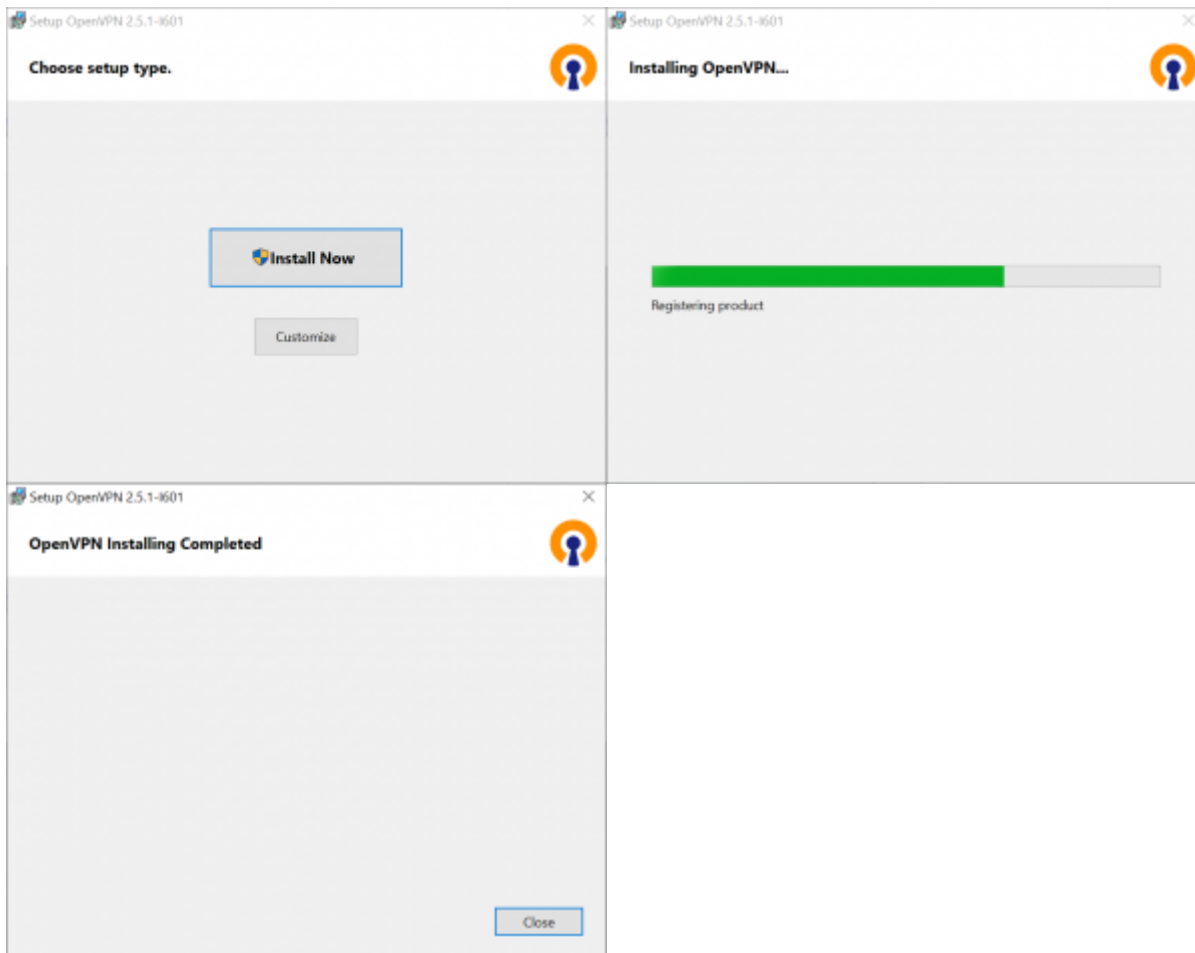 Setup OpenVPN 2.5.1-I601
Choose setup type.
Install Now
Customize
Setup OpenVPN 2.5.1-I601
Installing OpenVPN...
Registering product
Setup OpenVPN 2.5.1-I601
OpenVPN Installing Completed
Close